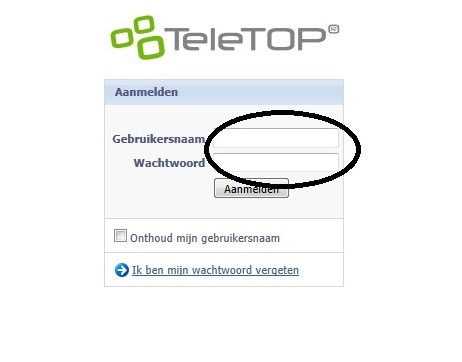 TeleTOP R
Aanmelden
Gebruikersnaam
Wachtwoord
Aanmelden
Onthoud mijn gebruikersnaam
Ik ben mijn wachtwoord vergeten